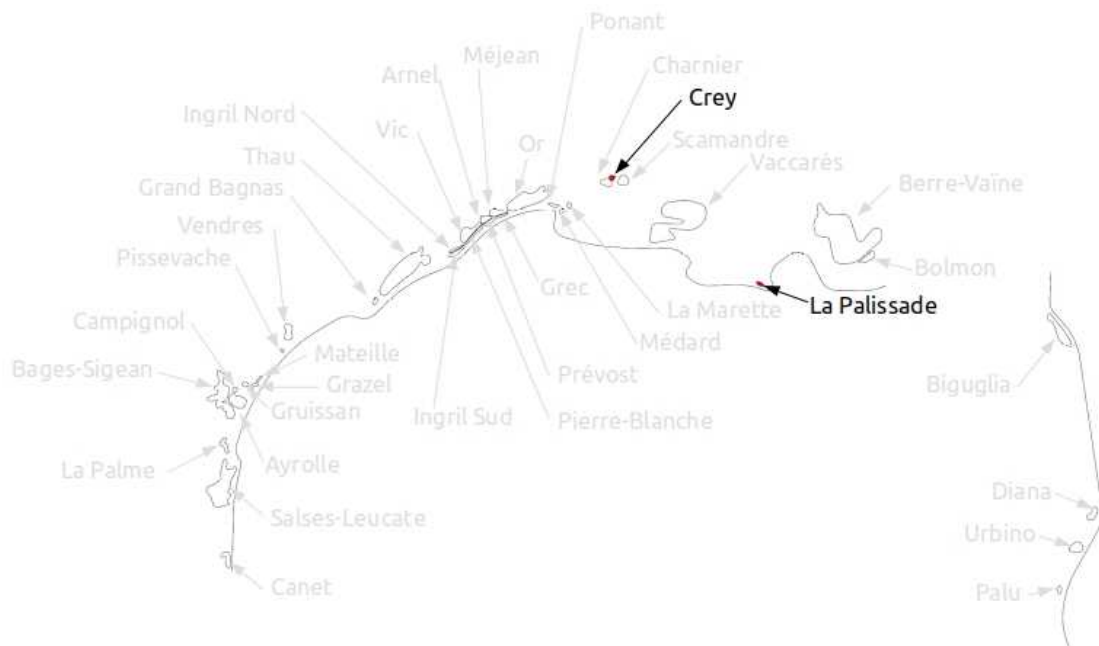 Ponant
Méjean
Charnier
Arnel
Crey
Ingril Nord
Vic
Or
Scamandre
Thau
Vaccarès
Grand Bagnas
Berre-Vaïne
Vendres
Pissevache
Bolmon
Grec
La Marette
La Palissade
Campignol
Médard
Mateille
Bages-Sigean
Prévost
Grazel
Biguglia
Gruissan
Ingril Sud
Pierre-Blanche
La Palme
Ayrolle
Diana
Salses-Leucate
Urbino
Canet
Palu